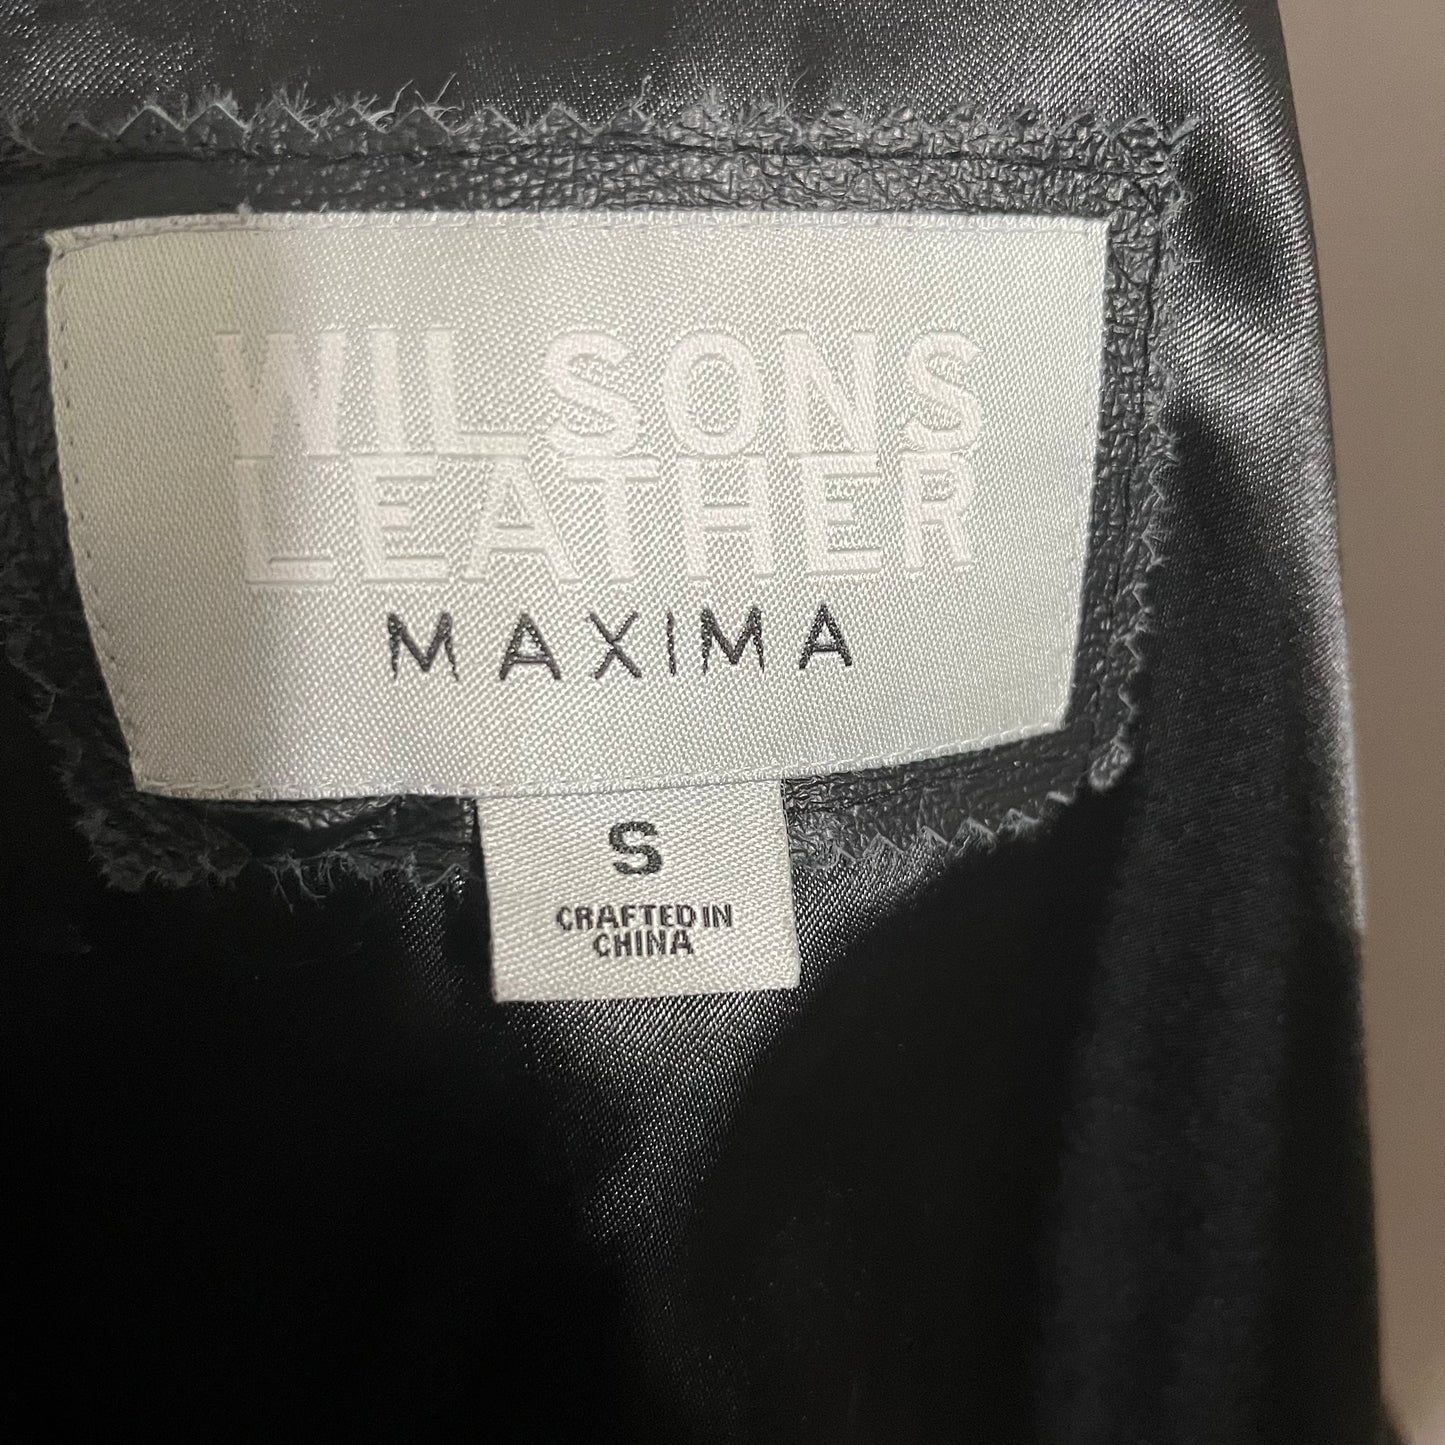 WILSONS
LEATHER
MAXIMA
S
CRAFTED IN
CHINA